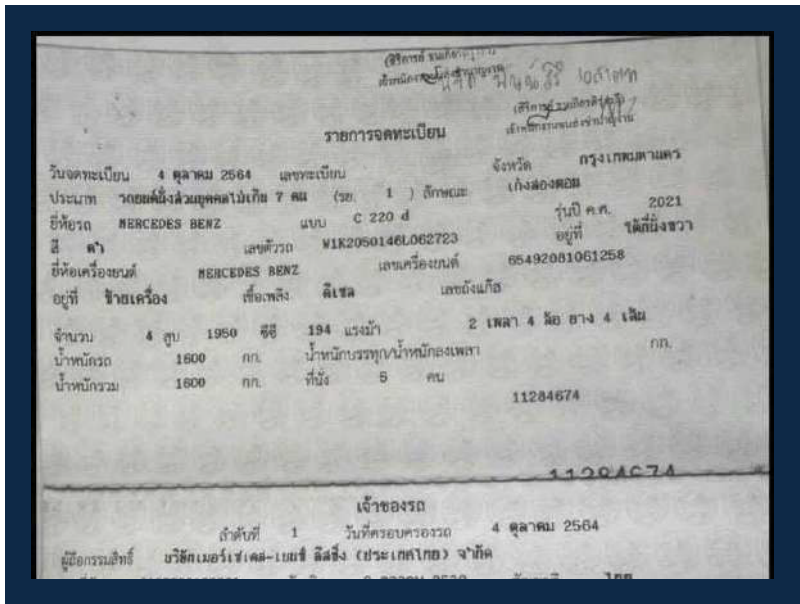 รายการจดทะเบียน
วันจดทะเบียน 4 ตุลาคม 2564 เลขทะเบียน จังหวัด กรุงเทพมหานคร
ประเภท รถยนต์นั่งส่วนบุคคลไม่เกิน 7 คน (รย. 1 ) ลักษณะ เก๋งสองตอน
ยี่ห้อรถ MERCEDES BENZ แบบ C 220 d รุ่นปี ค.ศ. 2021
สี ดำ เลขตัวรถ W1K2050146L062723 อยู่ที่ ใต้ที่นั่งขวา
ยี่ห้อเครื่องยนต์ MERCEDES BENZ เลขเครื่องยนต์ 65492081061258
อยู่ที่ ซ้ายเครื่อง เชื้อเพลิง ดีเซล เลขถังแก๊ส
จำนวน 4 สูบ 1950 ซีซี 194 แรงม้า 2 เพลา 4 ล้อ ยาง 4 เส้น
น้ำหนักรถ 1600 กก. น้ำหนักบรรทุก/น้ำหนักลงเพลา กก.
น้ำหนักรวม 1600 กก. ที่นั่ง 5 คน
11284674
11284674
เจ้าของรถ
ลำดับที่ 1 วันที่ครอบครองรถ 4 ตุลาคม 2564
ผู้ถือกรรมสิทธิ์ บริษัทเมอร์เซเดส-เบนซ์ ลีสซิ่ง (ประเทศไทย) จำกัด